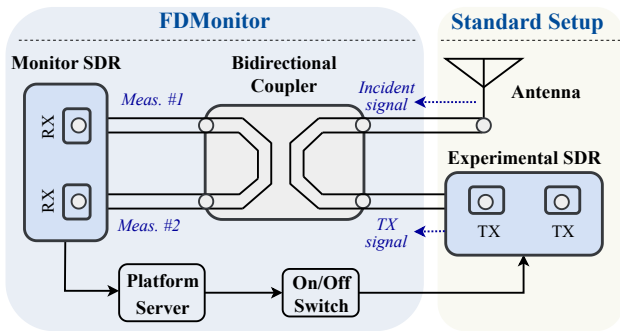 FDMonitor
Standard Setup
Monitor SDR
Bidirectional
Coupler
Meas. #1
Incident
signal
Antenna
RX
RX
Experimental SDR
Meas. #2
TX
signal
TX
TX
Platform
Server
On/Off
Switch